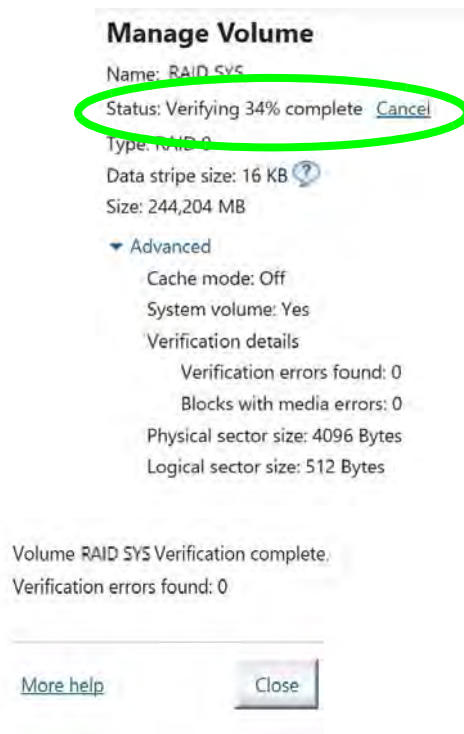 Manage Volume
Name: RAID SYS
Status: Verifying 34% complete Cancel
Type: RAID 0
Data stripe size: 16 KB ?
Size: 244,204 MB
Advanced
Cache mode: Off
System volume: Yes
Verification details
Verification errors found: 0
Blocks with media errors: 0
Physical sector size: 4096 Bytes
Logical sector size: 512 Bytes
Volume RAID SYS Verification complete.
Verification errors found: 0
More help Close